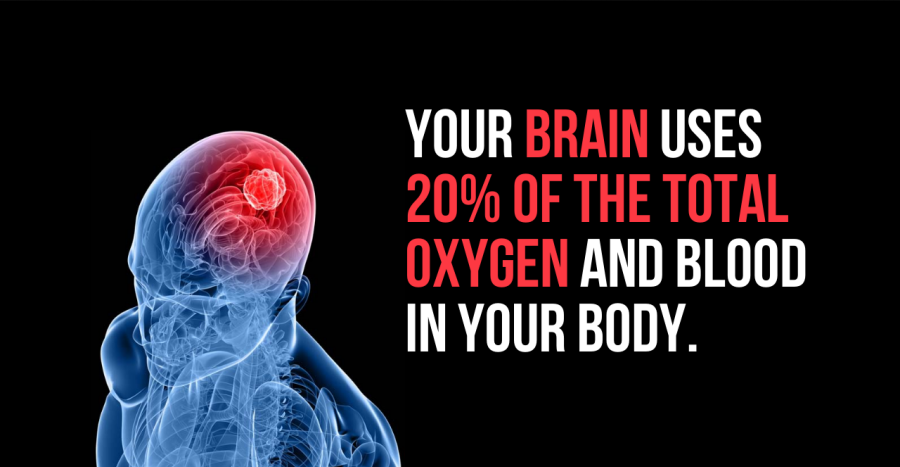 YOUR BRAIN USES
20% OF THE TOTAL
OXYGEN AND BLOOD
IN YOUR BODY.